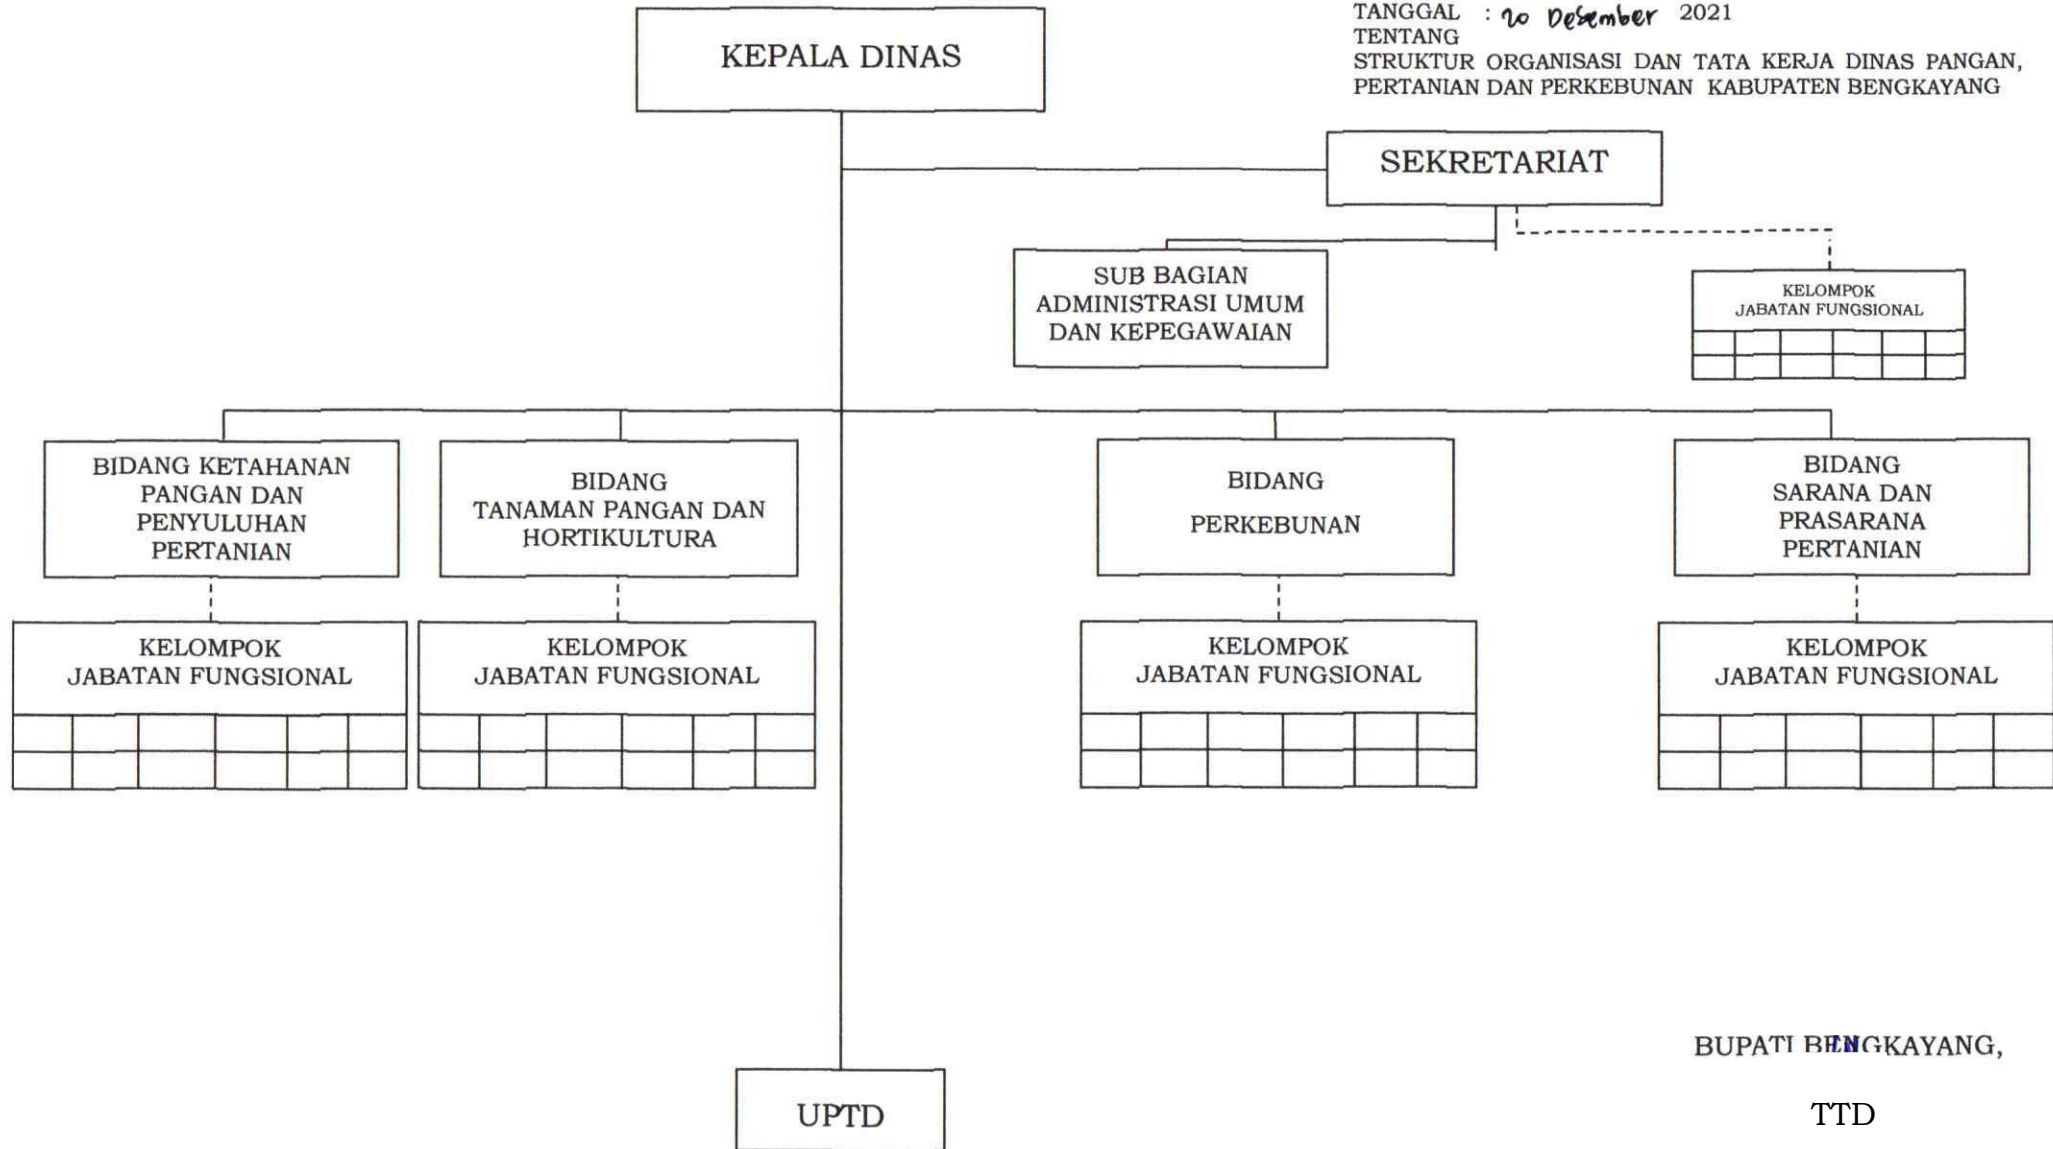 TANGGAL : 20 Desember 2021
TENTANG
STRUKTUR ORGANISASI DAN TATA KERJA DINAS PANGAN,
PERTANIAN DAN PERKEBUNAN KABUPATEN BENGKAYANG
KEPALA DINAS
SEKRETARIAT
SUB BAGIAN
ADMINISTRASI UMUM
DAN KEPEGAWAIAN
KELOMPOK
JABATAN FUNGSIONAL
BIDANG KETAHANAN
PANGAN DAN
PENYULUHAN
PERTANIAN
BIDANG
TANAMAN PANGAN DAN
HORTIKULTURA
BIDANG
PERKEBUNAN
BIDANG
SARANA DAN
PRASARANA
PERTANIAN
KELOMPOK
JABATAN FUNGSIONAL
KELOMPOK
JABATAN FUNGSIONAL
KELOMPOK
JABATAN FUNGSIONAL
KELOMPOK
JABATAN FUNGSIONAL
UPTD
BUPATI BENGKAYANG,
TTD